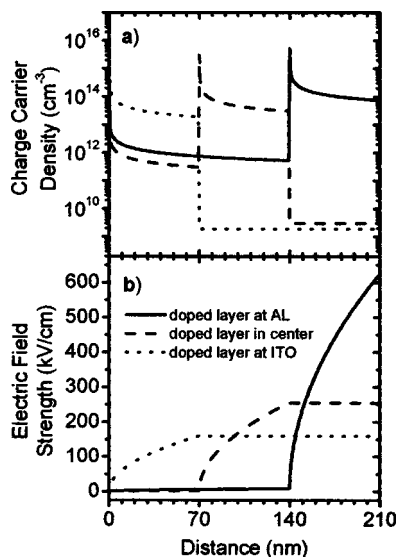 10^16
a)
10^14
10^12
10^10
Charge Carrier
Density (cm^-3)
b)
600
500
400
300
200
100
0
doped layer at AL
doped layer in center
doped layer at ITO
Electric Field
Strength (kV/cm)
0 70 140 210
Distance (nm)